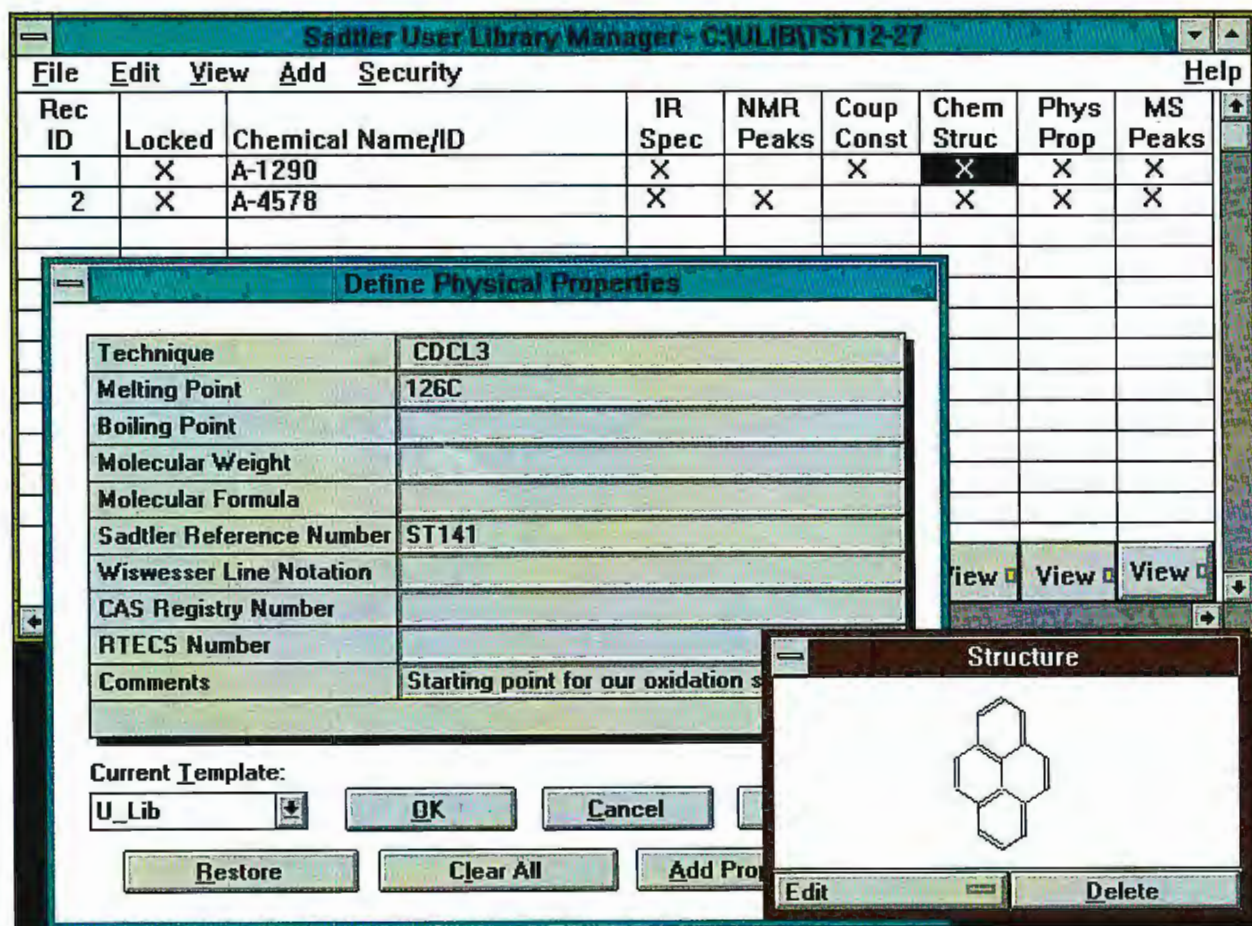 Sadtler User Library Manager - C:\ULIB\TST12-27
File Edit View Add Security Help
Rec ID Locked Chemical Name/ID IR Spec NMR Peaks Coup Const Chem Struc Phys Prop MS Peaks
1 X A-1290 X X X X X
2 X A-4578 X X X X X
Define Physical Properties
Technique CDCL3
Melting Point 126C
Boiling Point
Molecular Weight
Molecular Formula
Sadtler Reference Number ST141
Wiswesser Line Notation
CAS Registry Number
RTECS Number
Comments Starting point for our oxidation s
View View View
Structure
Current Template:
U_Lib OK Cancel
Restore Clear All Add Prop
Edit Delete